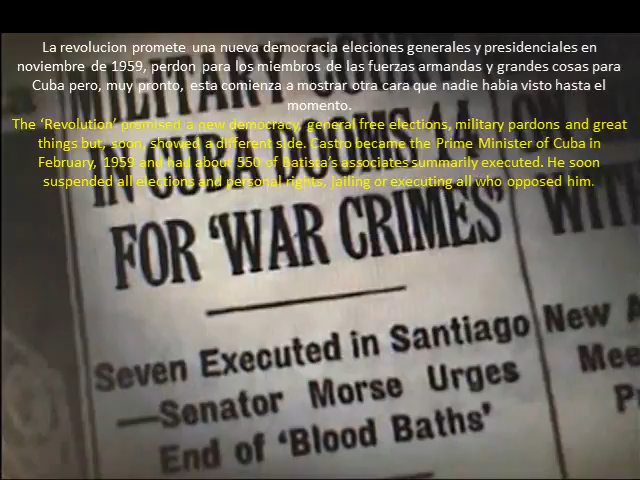 La revolucion promete una nueva democracia eleciones generales y presidenciales en
noviembre de 1959, perdon para los miembros de las fuerzas armandas y grandes cosas para
Cuba pero, muy pronto, esta comienza a mostrar otra cara que nadie habia visto hasta el
momento.
The ‘Revolution’ promised a new democracy, general free elections, military pardons and great
things but, soon, showed a different side. Castro became the Prime Minister of Cuba in
February, 1959 and had about 550 of Batista’s associates summarily executed. He soon
suspended all elections and personal rights, jailing or executing all who opposed him.
MILITARY
IN
FOR ‘WAR CRIMES’
WIT
Seven Executed in Santiago
—Senator Morse Urges
End of ‘Blood Baths’
New A
Mee
P